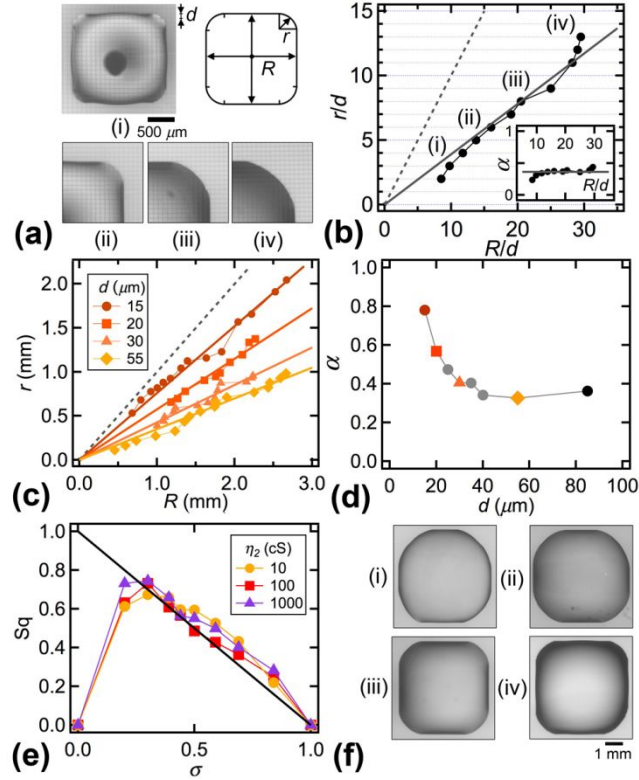 (a)
d
r
R
(i)
500 μm
(ii) (iii) (iv)
(b)
r/d
15
10
5
0
0 10 20 30
R/d
(i)
(ii)
(iii)
(iv)
10 20 30
α
1
0
R/d
(c)
r (mm)
2.0
1.5
1.0
0.5
0.0
0.0 1.0 2.0 3.0
R (mm)
d (μm)
15
20
30
55
(d)
α
1.0
0.8
0.6
0.4
0.2
0.0
0 20 40 60 80 100
d (μm)
(e)
Sq
1.0
0.8
0.6
0.4
0.2
0.0
0.0 0.5 1.0
σ
η2 (cS)
10
100
1000
(f)
(i) (ii)
(iii) (iv)
1 mm